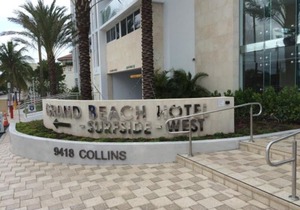 GRAND BEACH HOTEL
SURFSIDE - WEST
9418 COLLINS